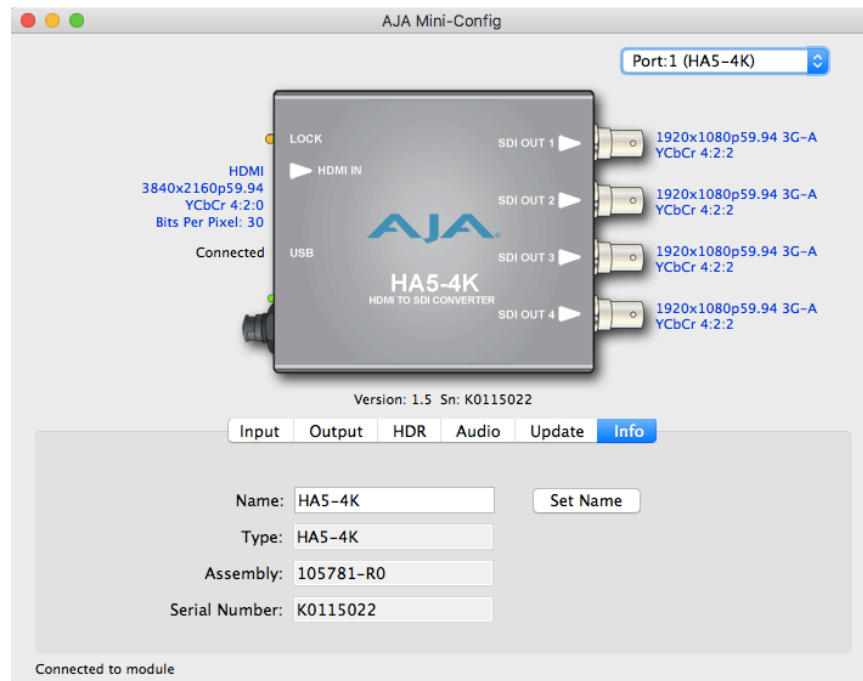 AJA Mini-Config
Port:1 (HA5-4K)
LOCK
HDMI IN
HDMI
3840x2160p59.94
YCbCr 4:2:0
Bits Per Pixel: 30
Connected
USB
AJA
HA5-4K
HDMI TO SDI CONVERTER
SDI OUT 1
1920x1080p59.94 3G-A
YCbCr 4:2:2
SDI OUT 2
1920x1080p59.94 3G-A
YCbCr 4:2:2
SDI OUT 3
1920x1080p59.94 3G-A
YCbCr 4:2:2
SDI OUT 4
1920x1080p59.94 3G-A
YCbCr 4:2:2
Version: 1.5 Sn: K0115022
Input Output HDR Audio Update Info
Name: HA5-4K Set Name
Type: HA5-4K
Assembly: 105781-R0
Serial Number: K0115022
Connected to module